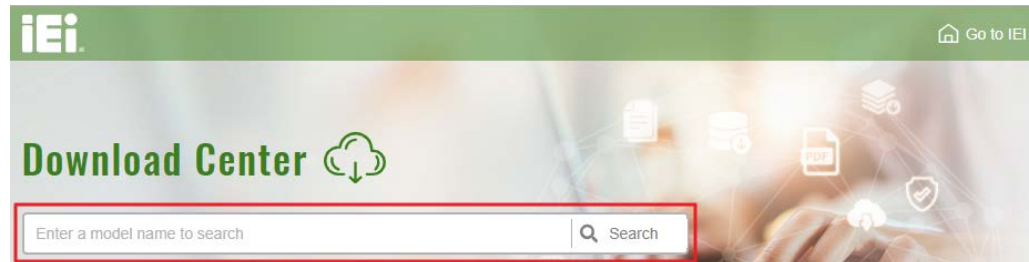 iEi.
Go to IEI
Download Center
PDF
Enter a model name to search
Search